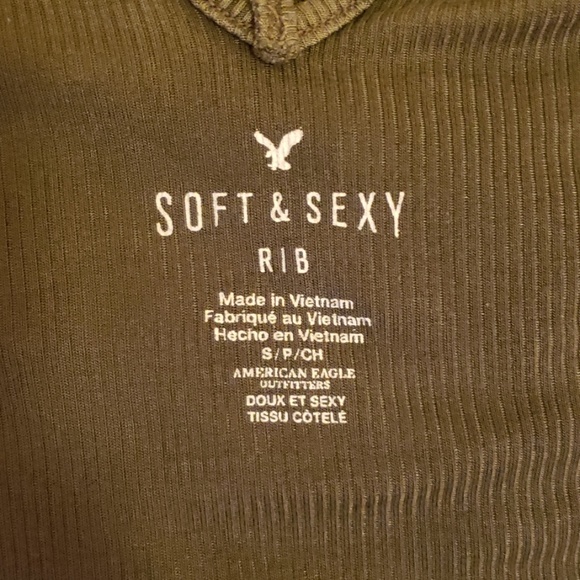 SOFT & SEXY
RIB
Made in Vietnam
Fabriqué au Vietnam
Hecho en Vietnam
S/P/CH
AMERICAN EAGLE
OUTFITTERS
DOUX ET SEXY
TISSU CÔTELÉ